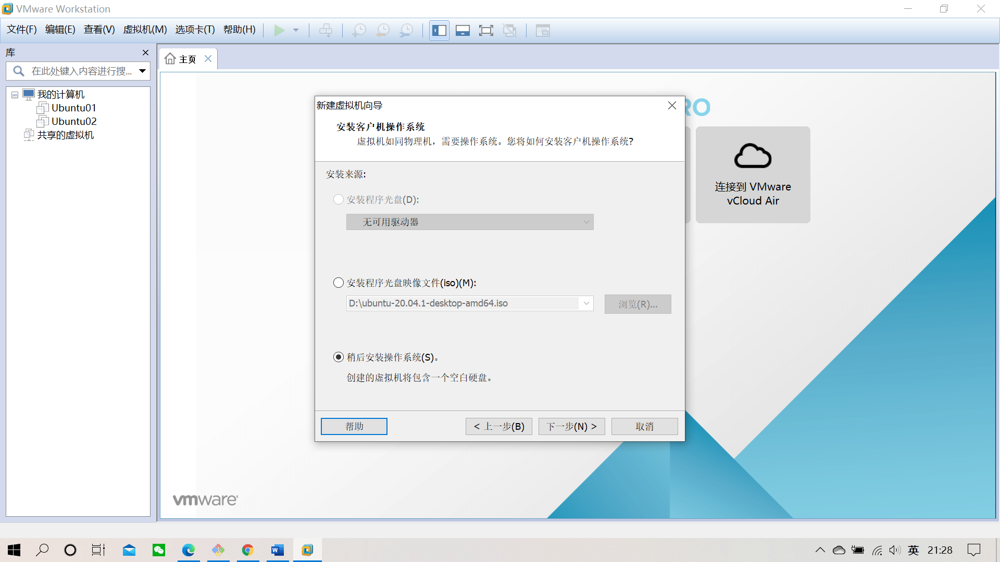 VMware Workstation
文件(F) 编辑(E) 查看(V) 虚拟机(M) 选项卡(T) 帮助(H)
库
主页
在此处键入内容进行搜...
我的计算机
Ubuntu01
Ubuntu02
共享的虚拟机
RO
新建虚拟机向导
安装客户机操作系统
虚拟机如同物理机，需要操作系统。您将如何安装客户机操作系统?
安装来源:
安装程序光盘(D):
无可用驱动器
安装程序光盘映像文件(iso)(M):
D:\ubuntu-20.04.1-desktop-amd64.iso
浏览(R)...
稍后安装操作系统(S)。
创建的虚拟机将包含一个空白硬盘。
帮助
< 上一步(B)
下一步(N) >
取消
连接到 VMware
vCloud Air
vmware
英 21:28